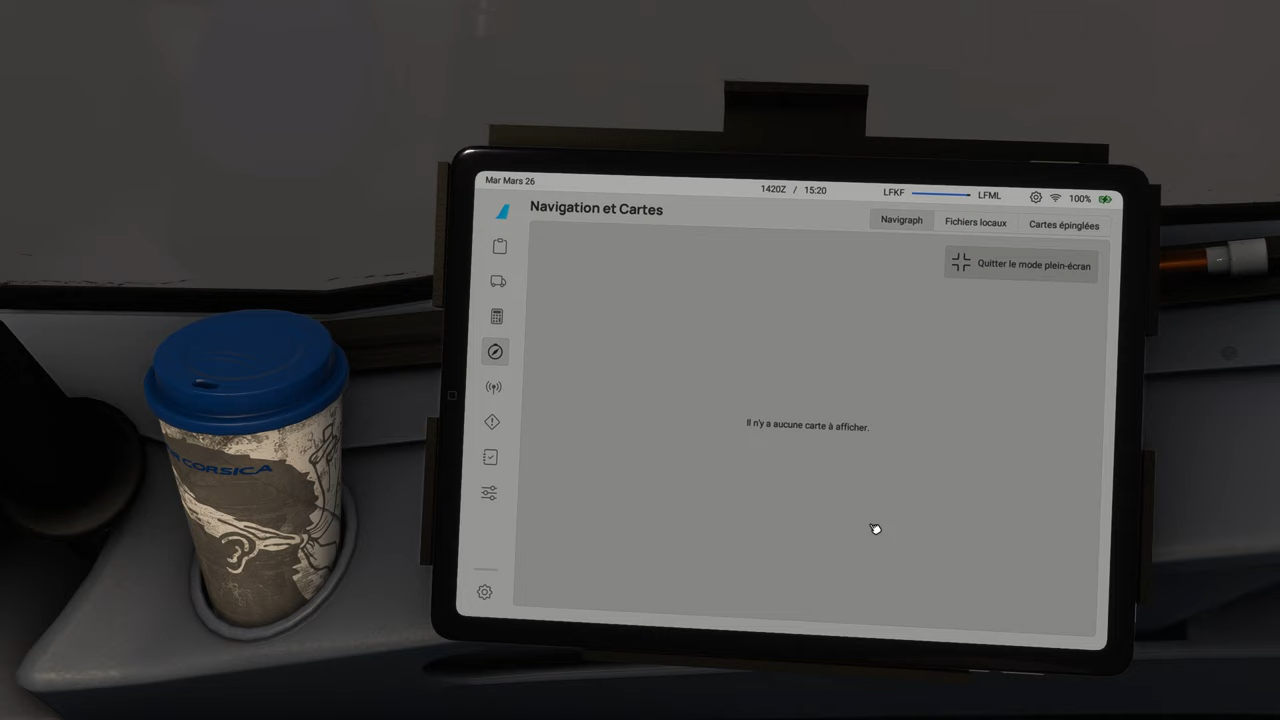 Mar Mars 26
1420Z / 15:20
LFKF
LFML
100%
Navigation et Cartes
Navigraph
Fichiers locaux
Cartes épinglées
Quitter le mode plein-écran
Il n'y a aucune carte à afficher.
CORSICA